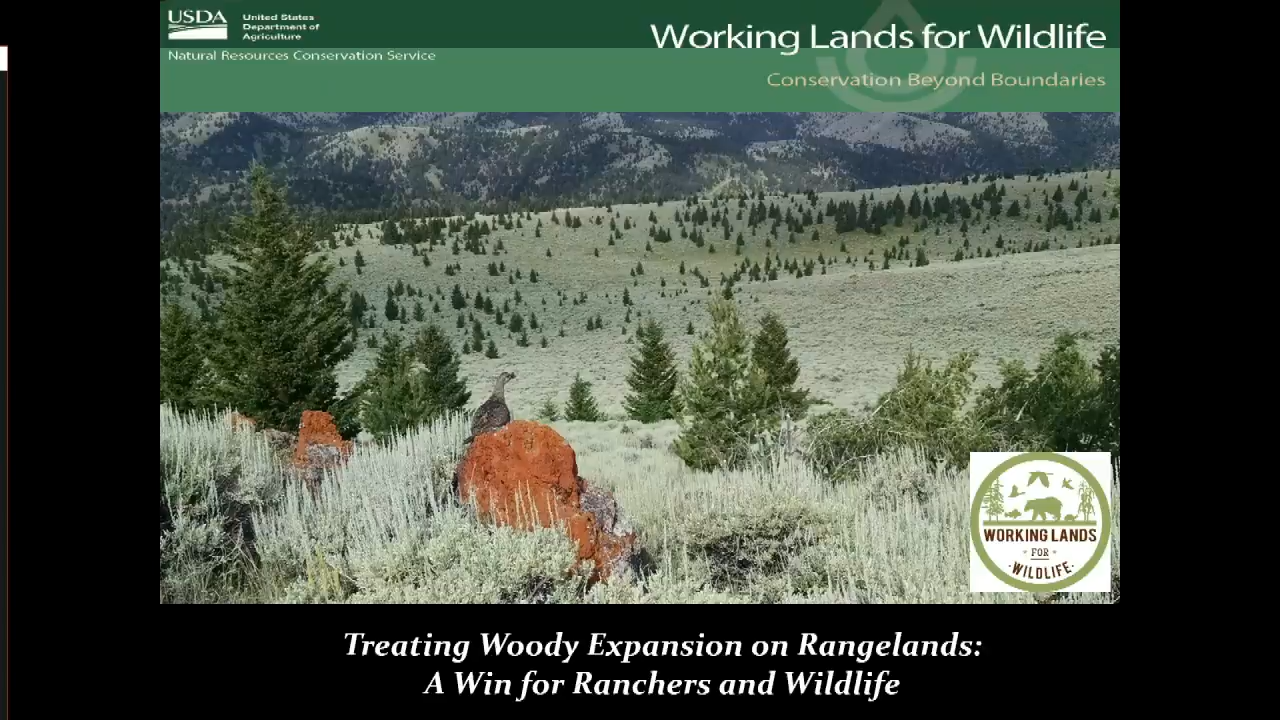 USDA
United States
Department of
Agriculture
Natural Resources Conservation Service
Working Lands for Wildlife
Conservation Beyond Boundaries
WORKING LANDS
FOR
WILDLIFE
Treating Woody Expansion on Rangelands:
A Win for Ranchers and Wildlife